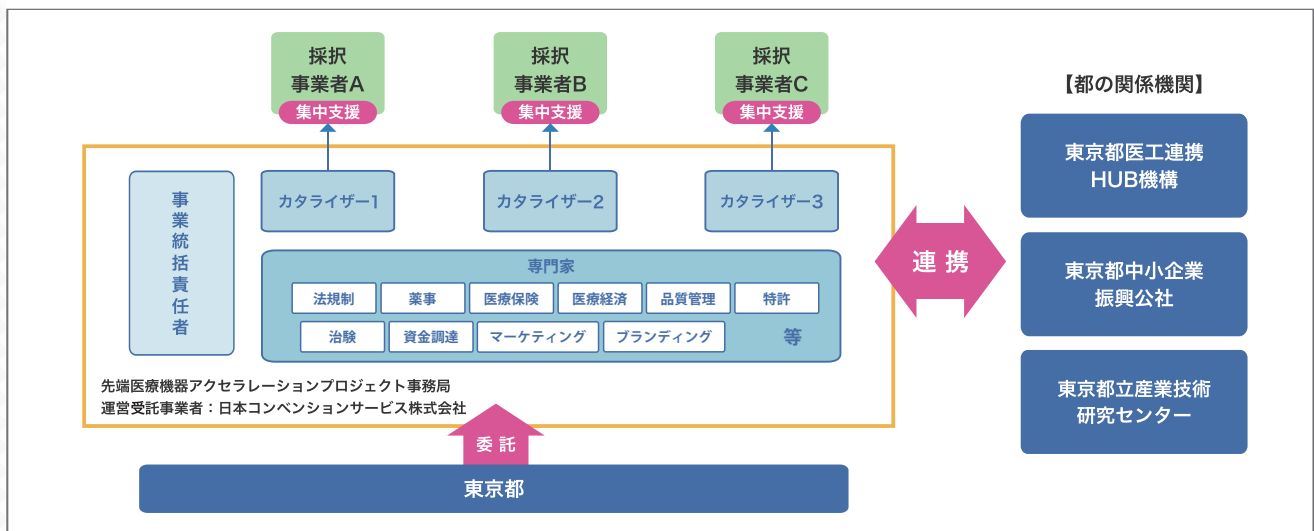 採択
事業者A
集中支援
採択
事業者B
集中支援
採択
事業者C
集中支援
事業統括責任者
カタライザー1
カタライザー2
カタライザー3
専門家
法規制
薬事
医療保険
医療経済
品質管理
特許
治験
資金調達
マーケティング
ブランディング
等
先端医療機器アクセラレーションプロジェクト事務局
運営受託事業者：日本コンベンションサービス株式会社
委託
東京都
連携
【都の関係機関】
東京都医工連携
HUB機構
東京都中小企業
振興公社
東京都立産業技術
研究センター